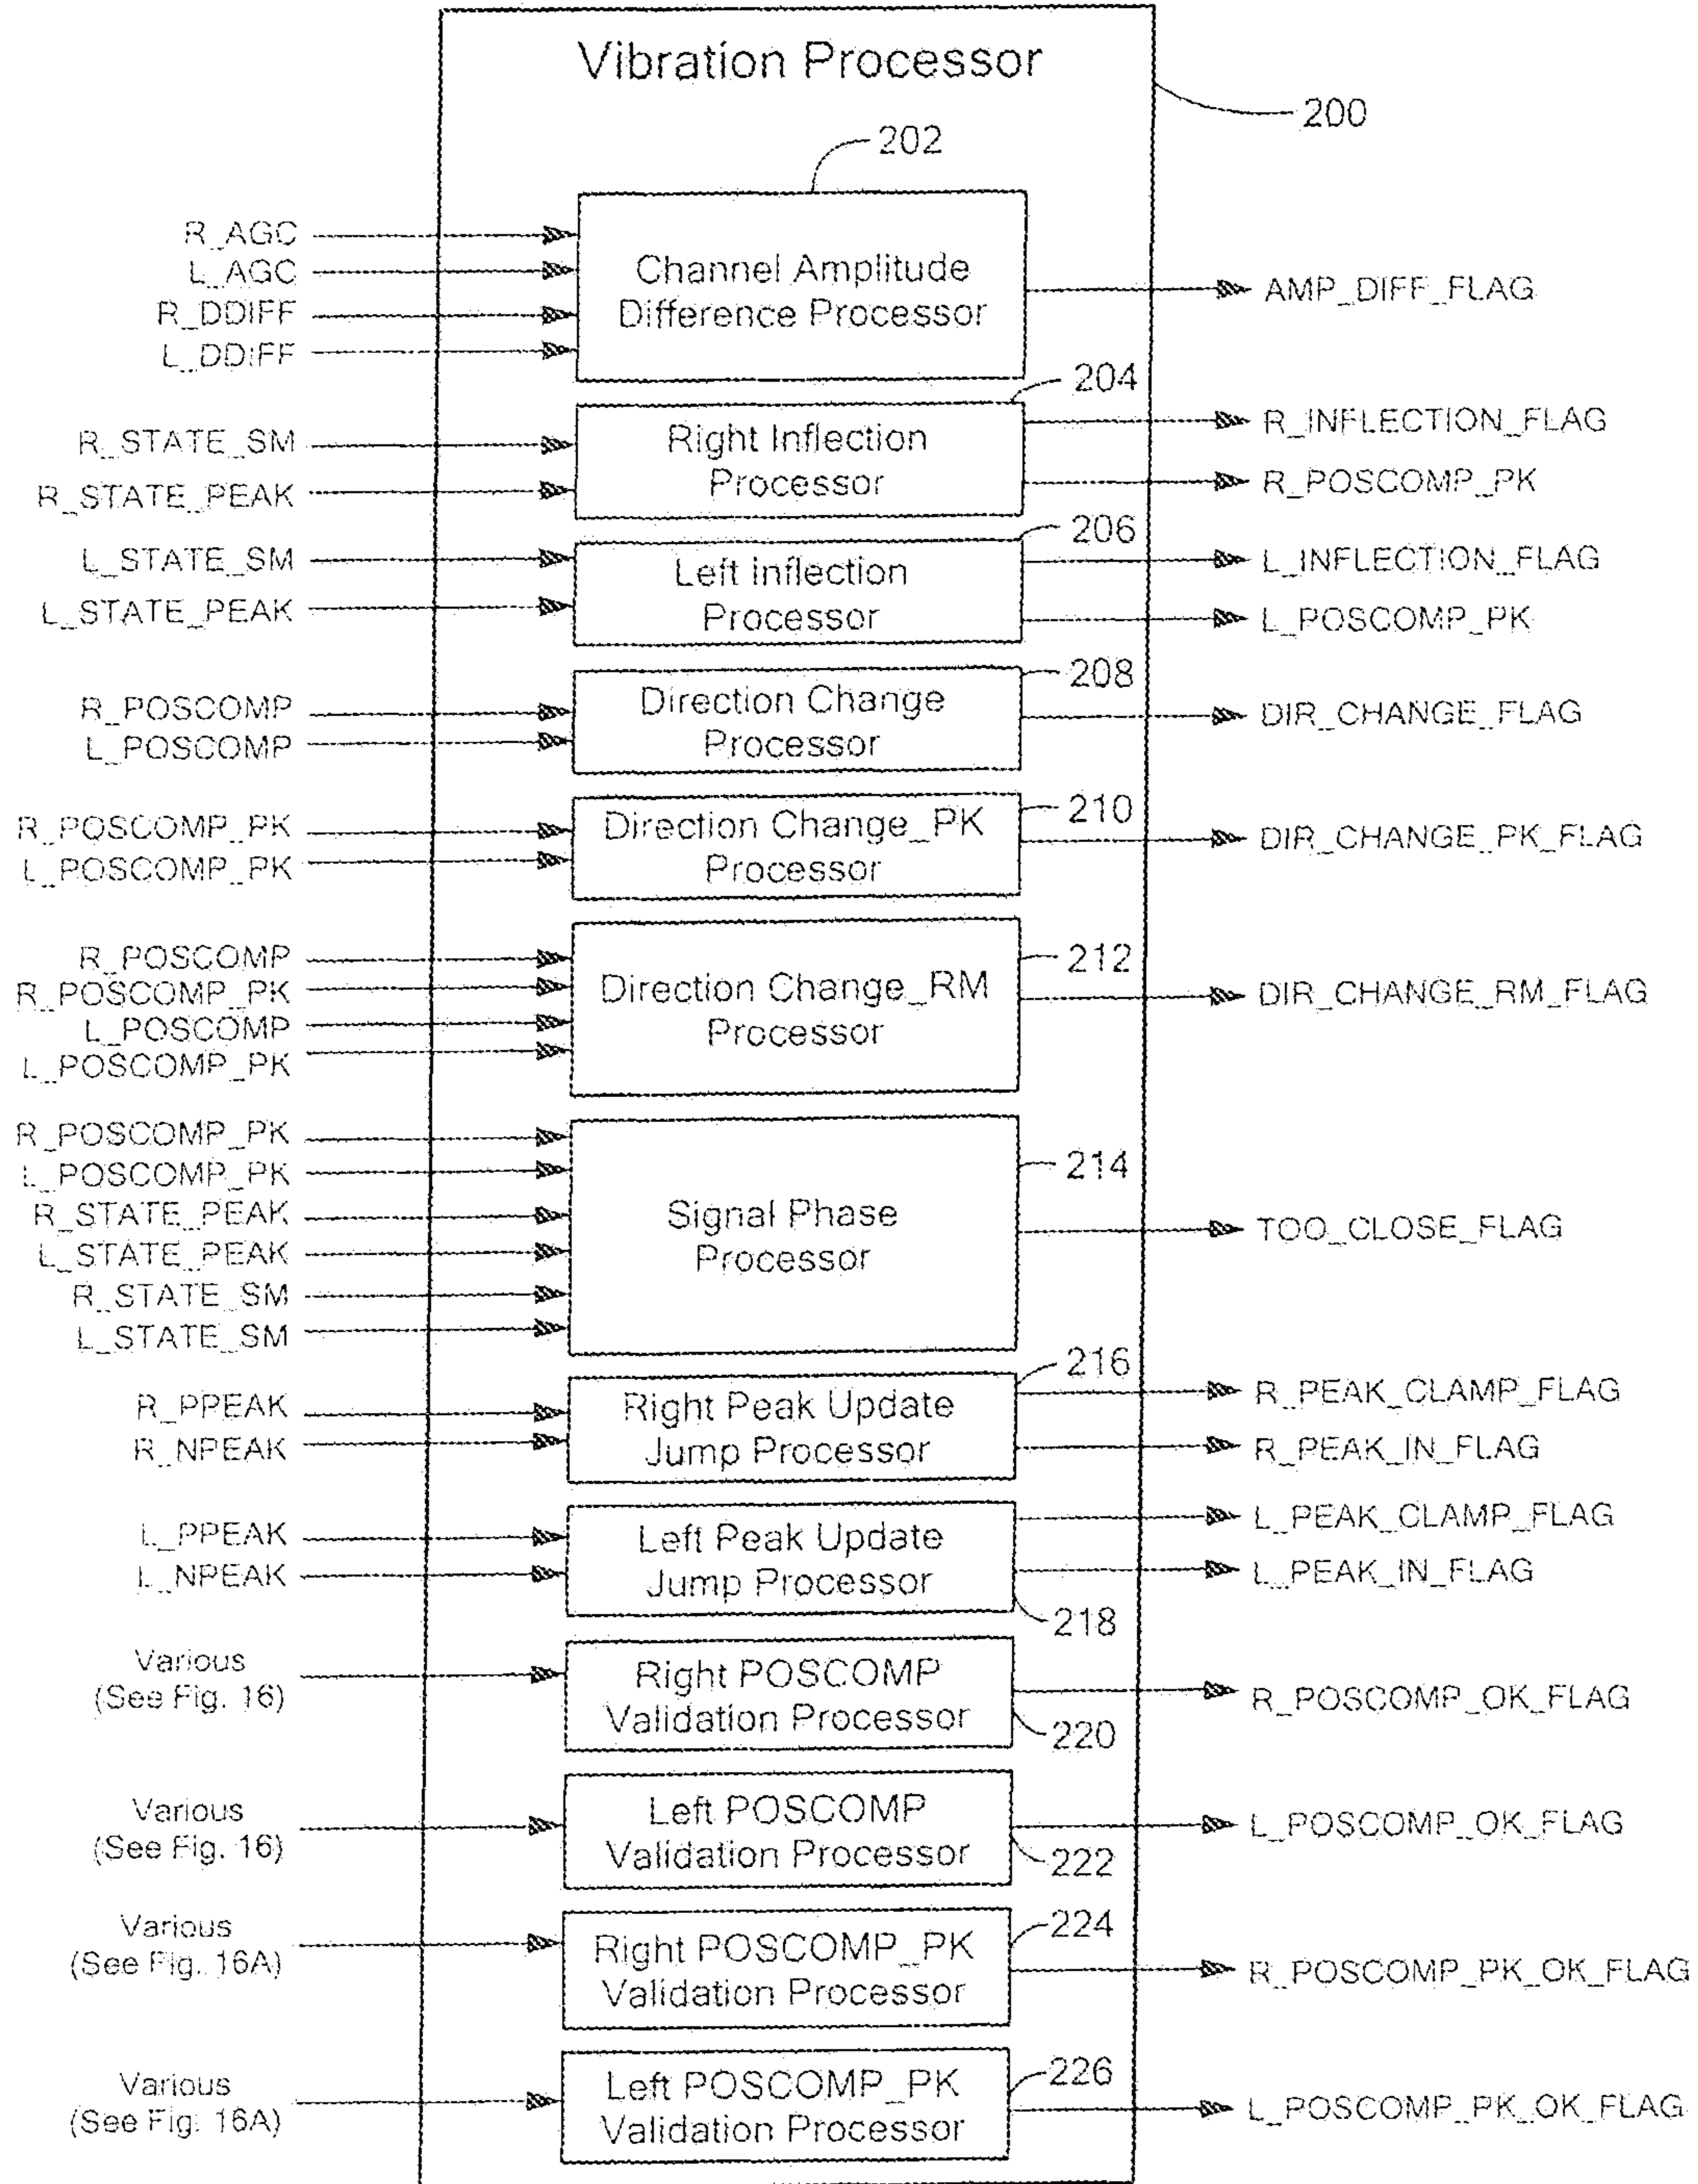 Vibration Processor
200
202
R_AGC
L_AGC
R_DDIFF
L_DDIFF
Channel Amplitude
Difference Processor
AMP_DIFF_FLAG
204
R_STATE_SM
R_STATE_PEAK
Right Inflection
Processor
R_INFLECTION_FLAG
R_POSCOMP_PK
206
L_STATE_SM
L_STATE_PEAK
Left Inflection
Processor
L_INFLECTION_FLAG
L_POSCOMP_PK
208
R_POSCOMP
L_POSCOMP
Direction Change
Processor
DIR_CHANGE_FLAG
210
R_POSCOMP_PK
L_POSCOMP_PK
Direction Change_PK
Processor
DIR_CHANGE_PK_FLAG
212
R_POSCOMP
R_POSCOMP_PK
L_POSCOMP
L_POSCOMP_PK
Direction Change_RM
Processor
DIR_CHANGE_RM_FLAG
214
R_POSCOMP_PK
L_POSCOMP_PK
R_STATE_PEAK
L_STATE_PEAK
R_STATE_SM
L_STATE_SM
Signal Phase
Processor
TOO_CLOSE_FLAG
216
R_PPEAK
R_NPEAK
Right Peak Update
Jump Processor
R_PEAK_CLAMP_FLAG
R_PEAK_IN_FLAG
L_PPEAK
L_NPEAK
Left Peak Update
Jump Processor
L_PEAK_CLAMP_FLAG
L_PEAK_IN_FLAG
218
Various
(See Fig. 16)
Right POSCOMP
Validation Processor
R_POSCOMP_OK_FLAG
220
Various
(See Fig. 16)
Left POSCOMP
Validation Processor
L_POSCOMP_OK_FLAG
222
Various
(See Fig. 16A)
224
Right POSCOMP_PK
Validation Processor
R_POSCOMP_PK_OK_FLAG
Various
(See Fig. 16A)
226
Left POSCOMP_PK
Validation Processor
L_POSCOMP_PK_OK_FLAG